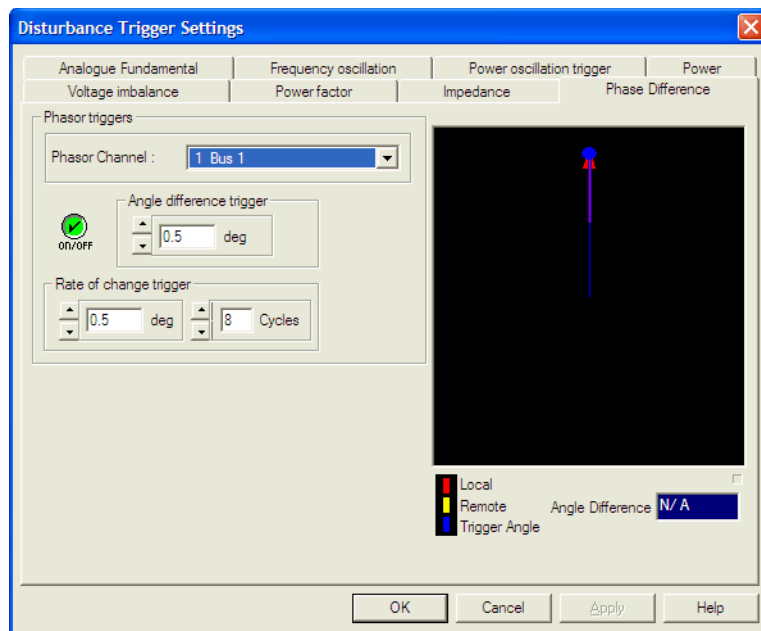 Disturbance Trigger Settings
Analogue Fundamental
Frequency oscillation
Power oscillation trigger
Power
Voltage imbalance
Power factor
Impedance
Phase Difference
Phasor triggers
Phasor Channel :
1 Bus 1
Angle difference trigger
ON/OFF
0.5 deg
Rate of change trigger
0.5 deg
8 Cycles
Local
Remote
Trigger Angle
Angle Difference
N/A
OK
Cancel
Apply
Help